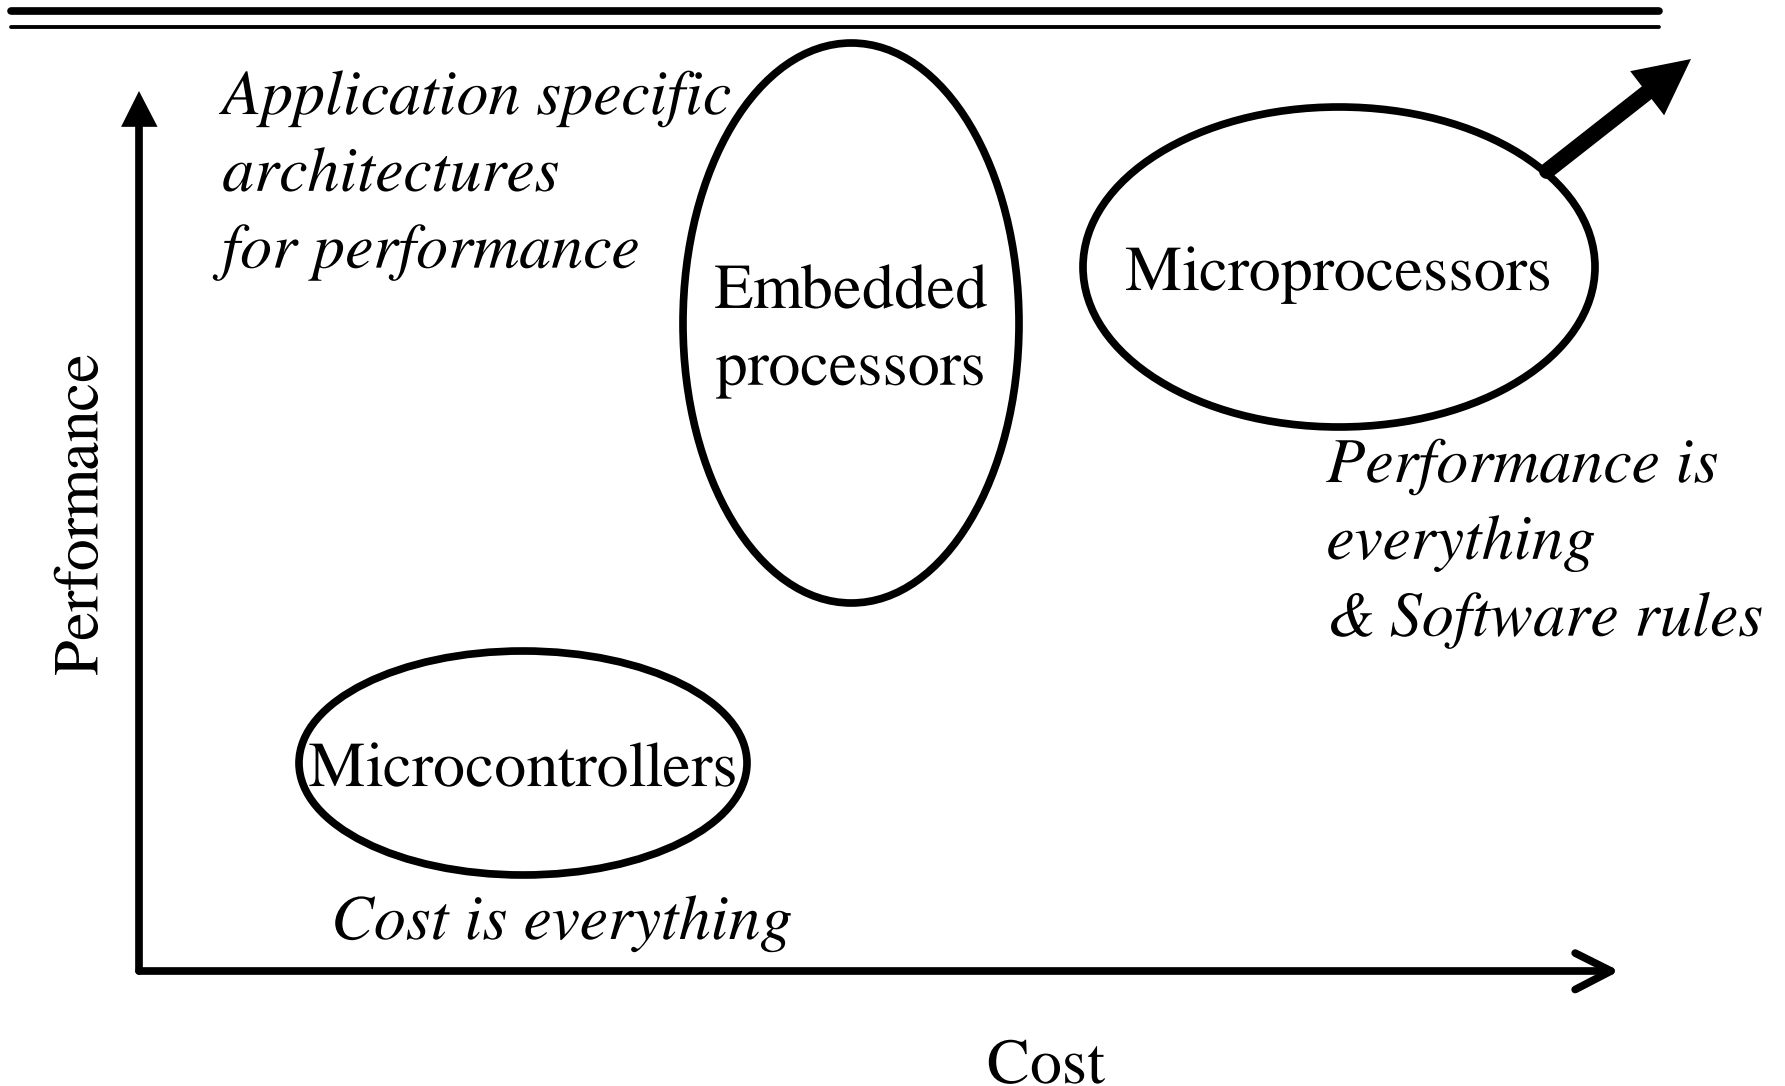 Application specific
architectures
for performance
Embedded
processors
Microprocessors
Performance is
everything
& Software rules
Performance
Microcontrollers
Cost is everything
Cost